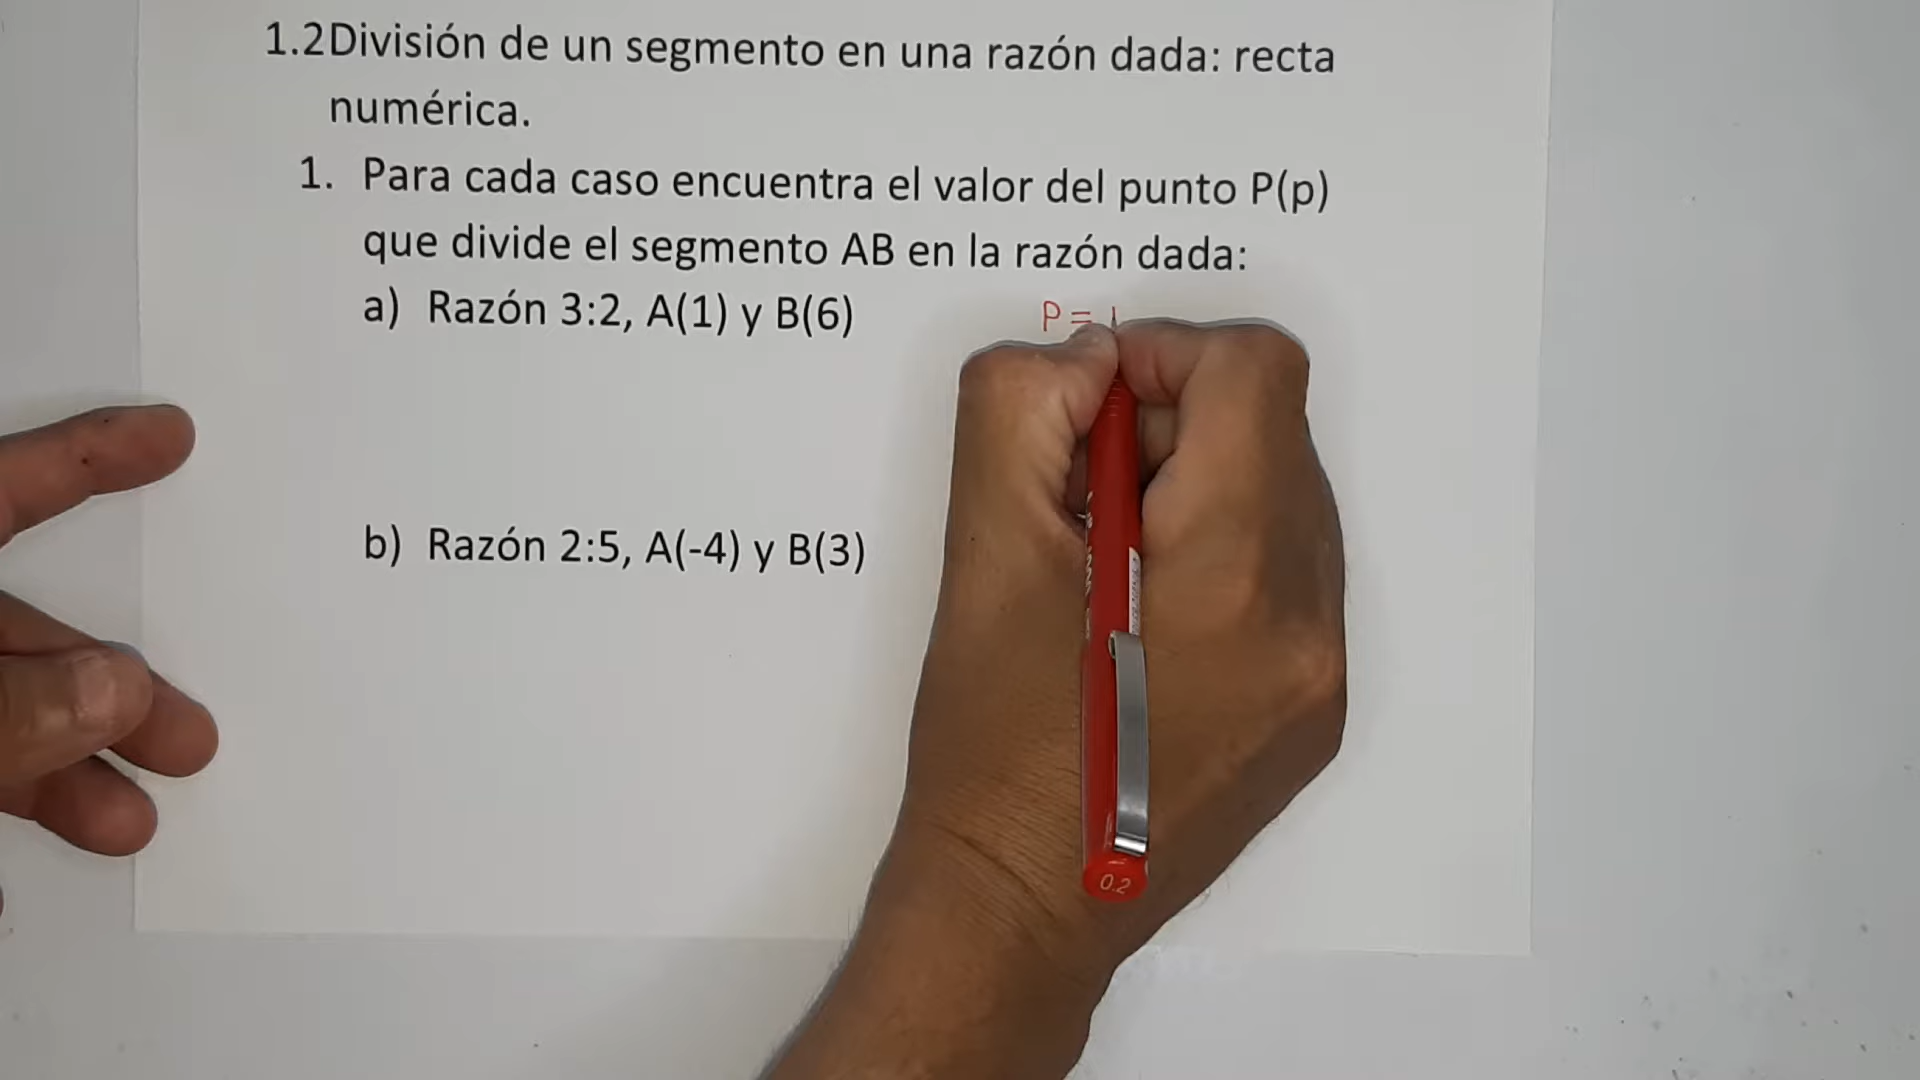 1.2División de un segmento en una razón dada: recta
numérica.
1. Para cada caso encuentra el valor del punto P(p)
que divide el segmento AB en la razón dada:
a) Razón 3:2, A(1) y B(6)
P =
b) Razón 2:5, A(-4) y B(3)
0.2